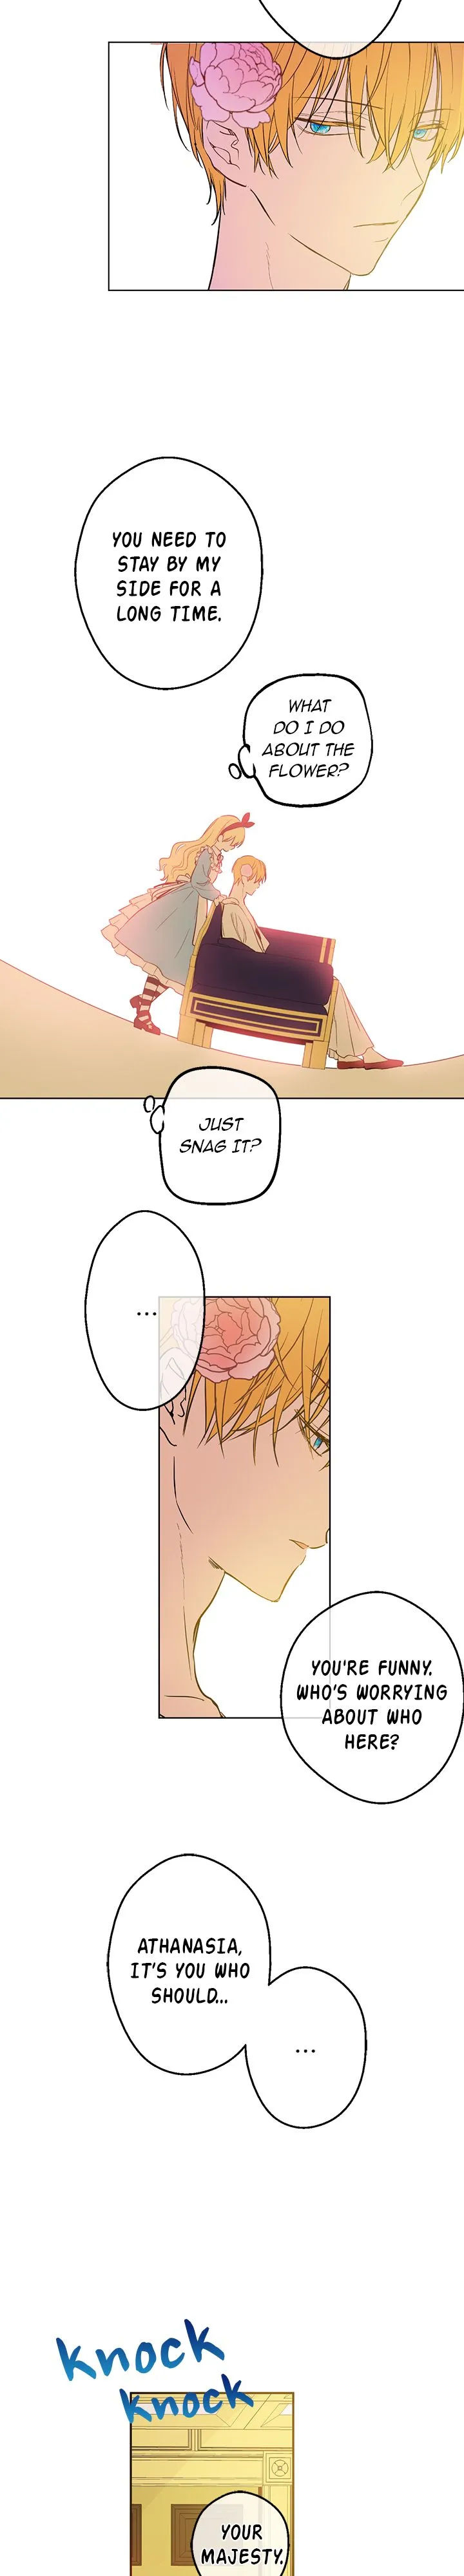 YOU NEED TO
STAY BY MY
SIDE FOR A
LONG TIME.
WHAT
DO I DO
ABOUT THE
FLOWER?
JUST
SNAG IT?
...
YOU'RE FUNNY.
WHO'S WORRYING
ABOUT WHO
HERE?
ATHANASIA,
IT'S YOU WHO
SHOULD...
...
knock
knock
YOUR
MAJESTY.